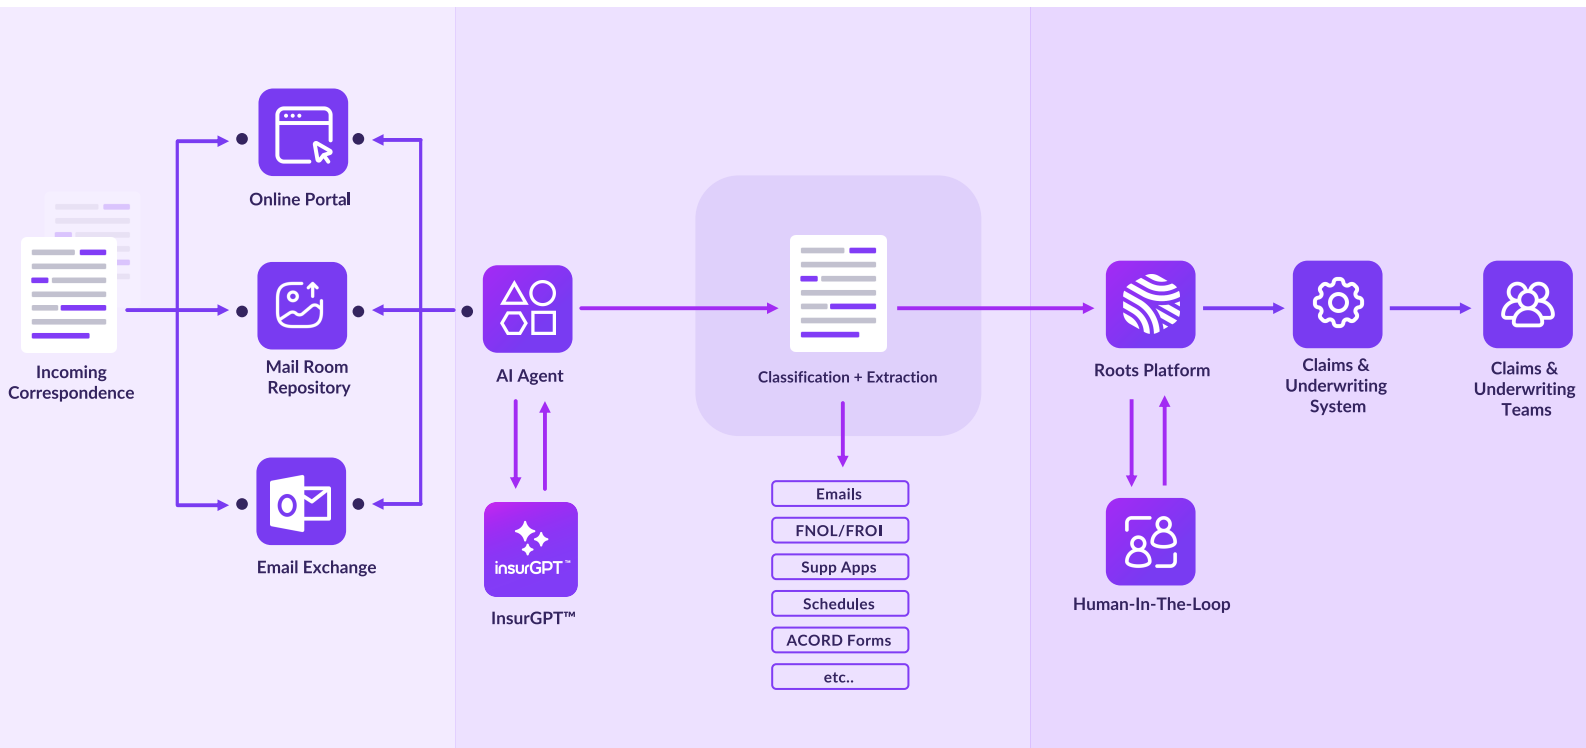 Online Portal
Incoming
Correspondence
Mail Room
Repository
Email Exchange
AI Agent
insurGPT™
InsurGPT™
Classification + Extraction
Emails
FNOL/FROI
Supp Apps
Schedules
ACORD Forms
etc..
Roots Platform
Human-In-The-Loop
Claims &
Underwriting
System
Claims &
Underwriting
Teams